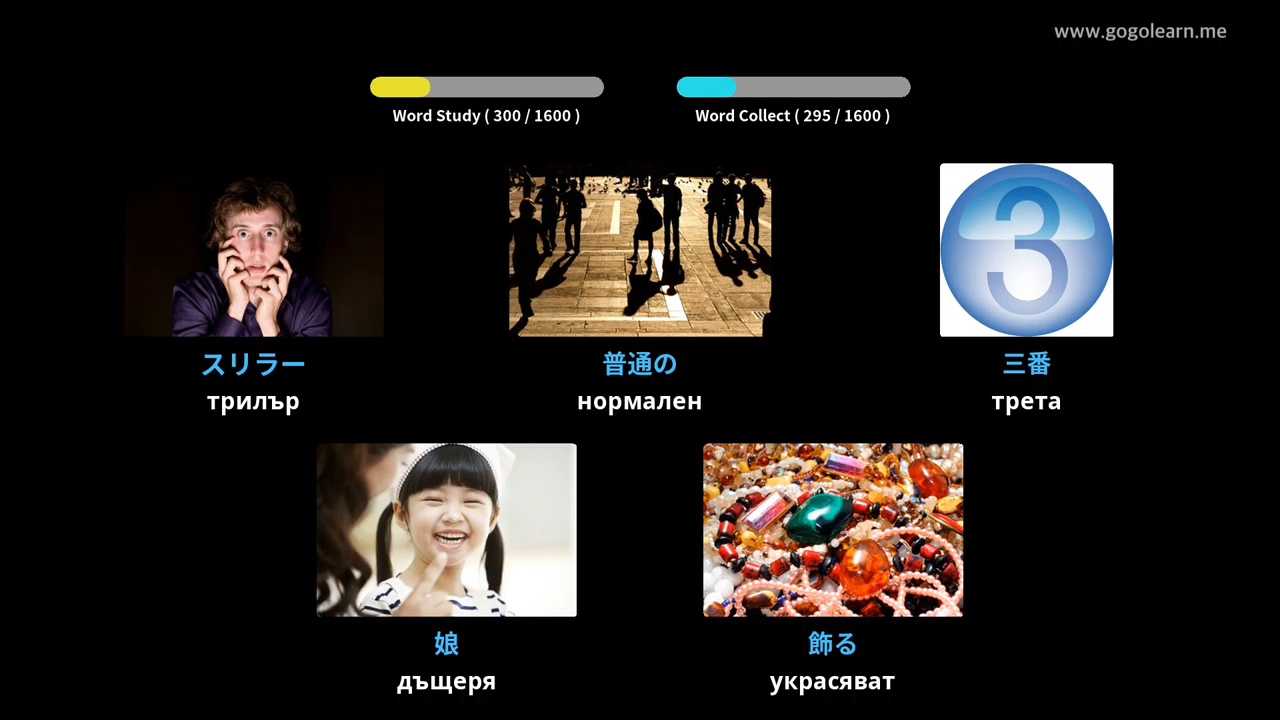 www.gogolearn.me
Word Study ( 300 / 1600 )
Word Collect ( 295 / 1600 )
3
スリラー
трилър
普通の
нормален
三番
трета
娘
дъщеря
飾る
украсяват